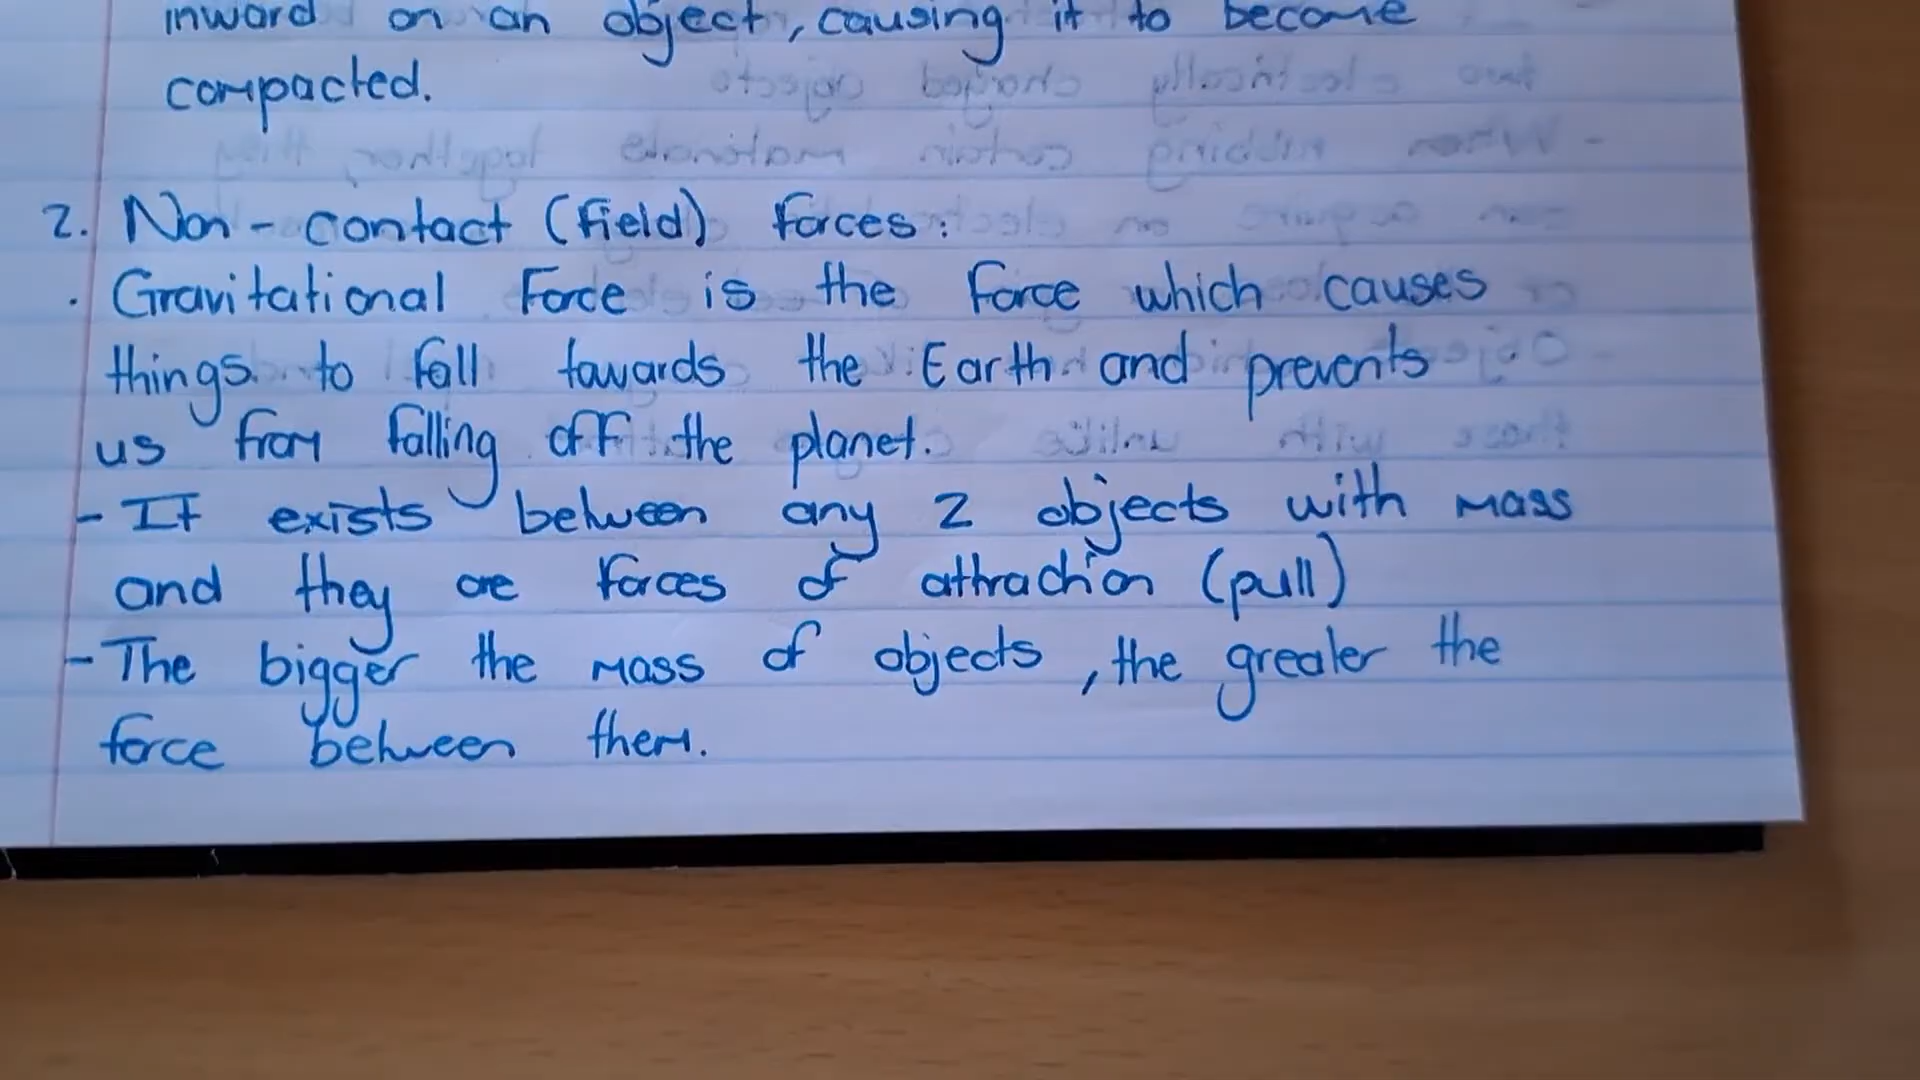 inward on an object, causing it to become
compacted.
2. Non-contact (field) forces:
· Gravitational Force is the force which causes
things to fall towards the Earth and prevents
us from falling off the planet.
- It exists between any 2 objects with mass
and they are forces of attraction (pull)
- The bigger the mass of objects, the greater the
force between them.